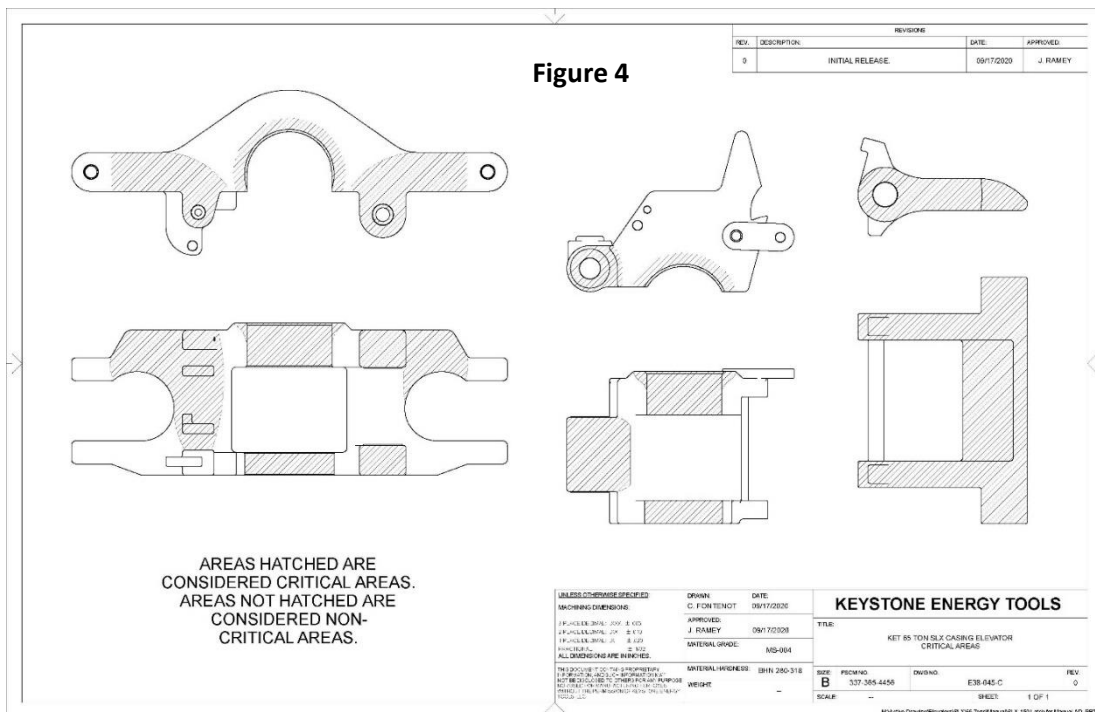 REVISIONS
REV. DESCRIPTION: DATE: APPROVED:
0 INITIAL RELEASE. 09/17/2020 J. RAMEY
Figure 4
AREAS HATCHED ARE
CONSIDERED CRITICAL AREAS.
AREAS NOT HATCHED ARE
CONSIDERED NON-
CRITICAL AREAS.
UNLESS OTHERWISE SPECIFIED
MACHINING DIMENSIONS
ALL DIMENSIONS ARE IN INCHES.
DRAWN: DATE:
C. FONTENOT 09/17/2020
APPROVED:
J. RAMEY 09/17/2020
MATERIAL GRADE: MS-004
MATERIAL HARDNESS: BHN 280-318
WEIGHT: --
KEYSTONE ENERGY TOOLS
TITLE:
KET 65 TON SLX CASING ELEVATOR
CRITICAL AREAS
SIZE: FSCM NO. DWG NO. REV
B 337-385-4456 E38-045-C 0
SCALE: -- SHEET: 1 OF 1